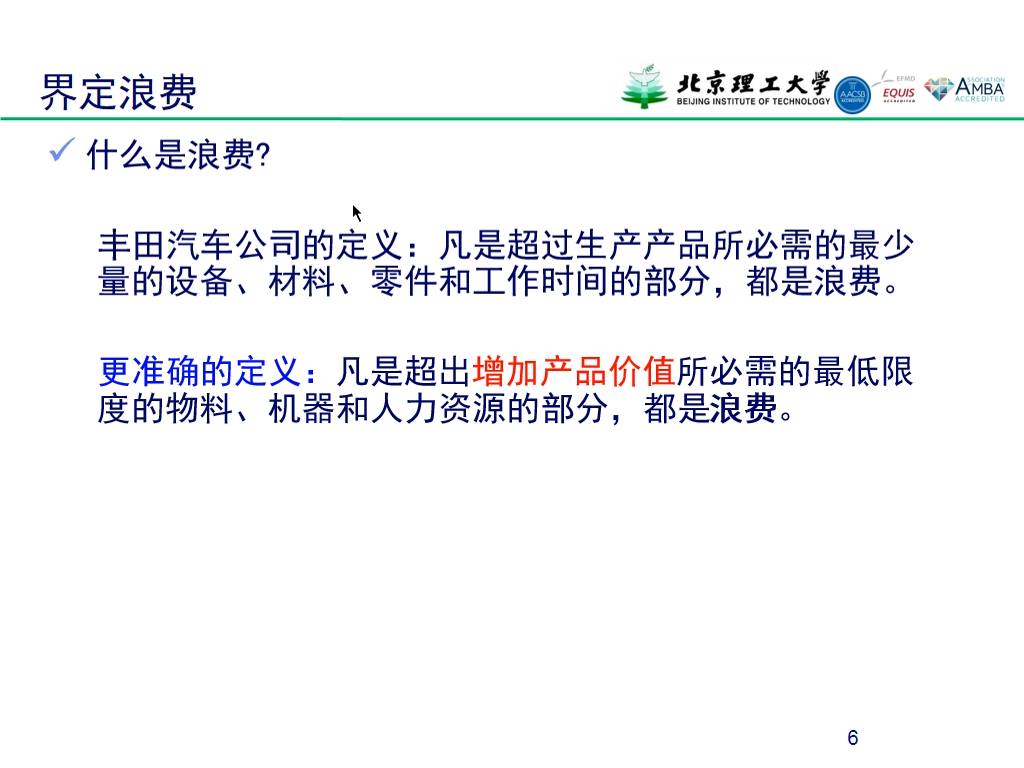 界定浪费
北京理工大学
BEIJING INSTITUTE OF TECHNOLOGY
AACSB
ACCREDITED
EFMD
EQUIS
ACCREDITED
ASSOCIATION
AMBA
ACCREDITED
什么是浪费?
丰田汽车公司的定义：凡是超过生产产品所必需的最少
量的设备、材料、零件和工作时间的部分，都是浪费。
更准确的定义：凡是超出增加产品价值所必需的最低限
度的物料、机器和人力资源的部分，都是浪费。
6